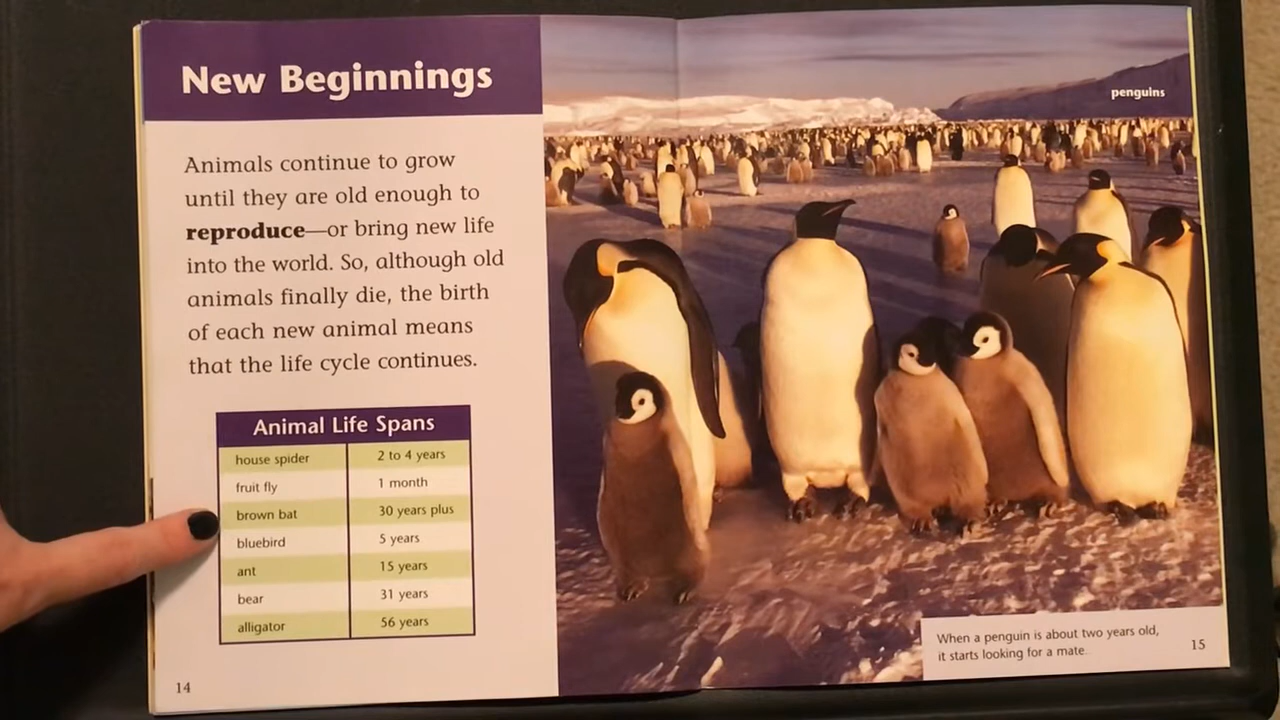 New Beginnings
Animals continue to grow
until they are old enough to
reproduce—or bring new life
into the world. So, although old
animals finally die, the birth
of each new animal means
that the life cycle continues.
Animal Life Spans
house spider 2 to 4 years
fruit fly 1 month
brown bat 30 years plus
bluebird 5 years
ant 15 years
bear 31 years
alligator 56 years
14
penguins
When a penguin is about two years old,
it starts looking for a mate.
15